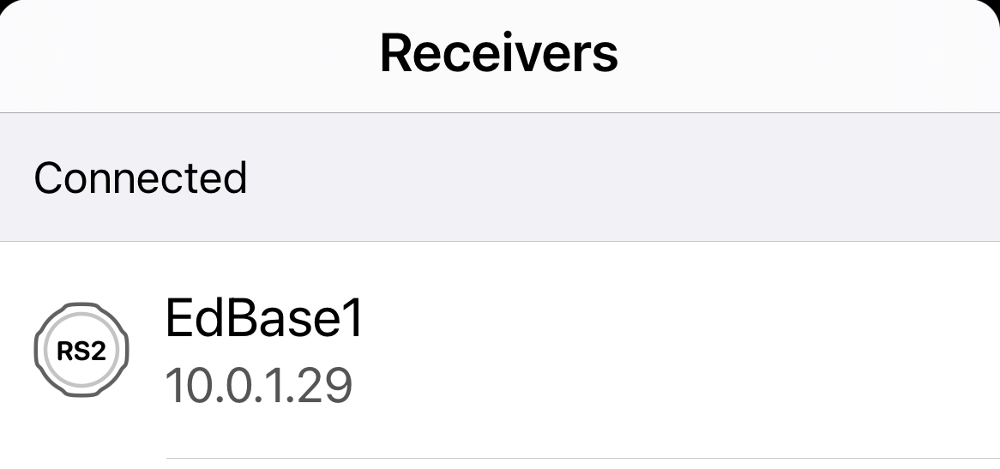 Receivers
Connected
EdBase1
RS2
10.0.1.29